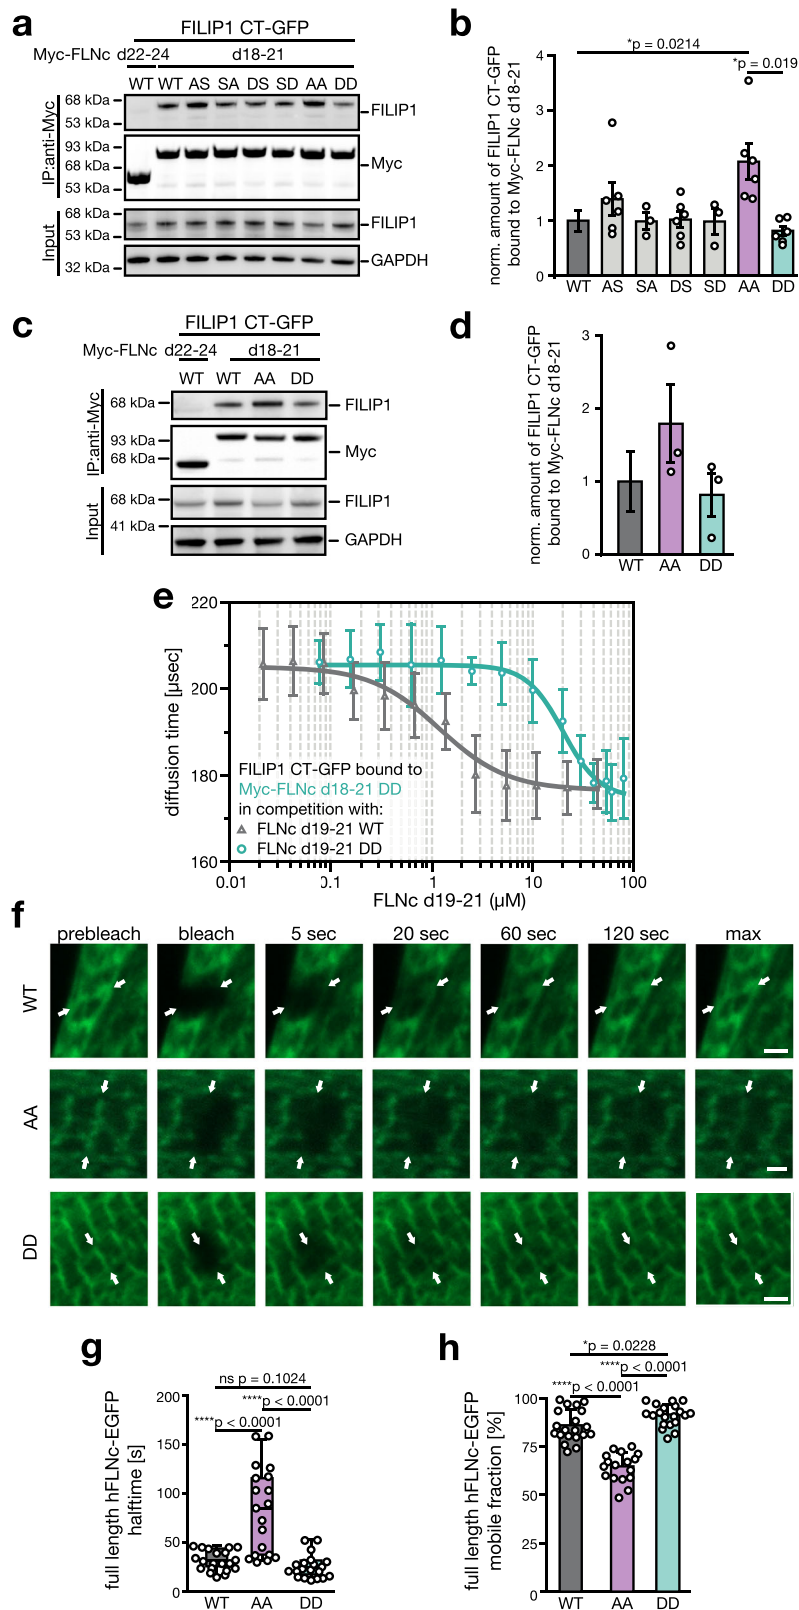 a
FILIP1 CT-GFP
Myc-FLNc d22-24 d18-21
WT WT AS SA DS SD AA DD
IP:anti-Myc
68 kDa
53 kDa
FILIP1
93 kDa
68 kDa
53 kDa
Myc
Input
68 kDa
53 kDa
FILIP1
32 kDa
GAPDH
b
norm. amount of FILIP1 CT-GFP
bound to Myc-FLNc d18-21
*p = 0.0214
*p = 0.019
4
3
2
1
0
WT AS SA DS SD AA DD
c
FILIP1 CT-GFP
Myc-FLNc d22-24 d18-21
WT WT AA DD
IP:anti-Myc
68 kDa
FILIP1
93 kDa
68 kDa
Myc
Input
68 kDa
FILIP1
41 kDa
GAPDH
d
norm. amount of FILIP1 CT-GFP
bound to Myc-FLNc d18-21
3
2
1
0
WT AA DD
e
diffusion time [µsec]
220
200
180
160
FILIP1 CT-GFP bound to
Myc-FLNc d18-21 DD
in competition with:
FLNc d19-21 WT
FLNc d19-21 DD
0.01 0.1 1 10 100
FLNc d19-21 (µM)
f
prebleach bleach 5 sec 20 sec 60 sec 120 sec max
WT
AA
DD
g
full length hFLNc-EGFP
halftime [s]
ns p = 0.1024
****p < 0.0001
****p < 0.0001
200
150
100
50
0
WT AA DD
h
full length hFLNc-EGFP
mobile fraction [%]
*p = 0.0228
****p < 0.0001
****p < 0.0001
100
75
50
25
0
WT AA DD